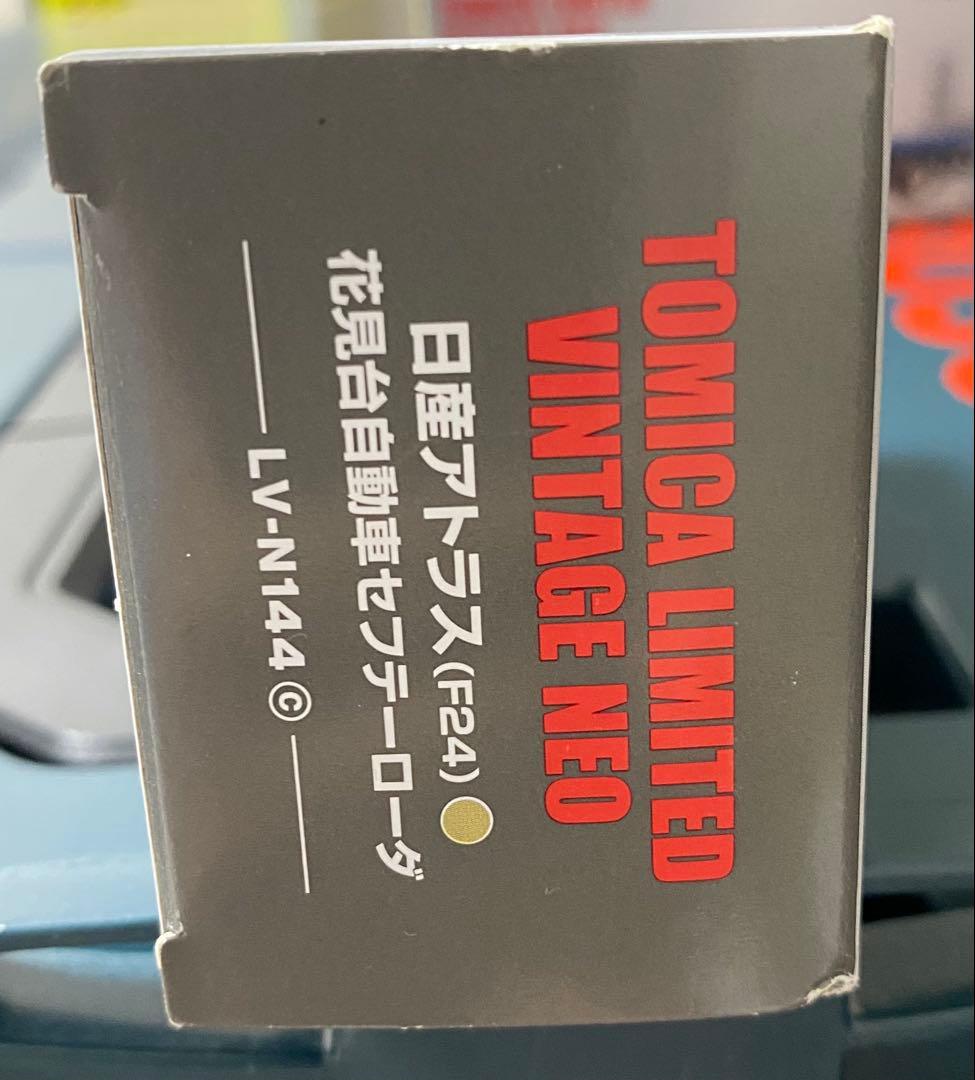 TOMICA LIMITED
VINTAGE NEO
日産アトラス(F24)
花見台自動車セフテーローダ
LV-N144©